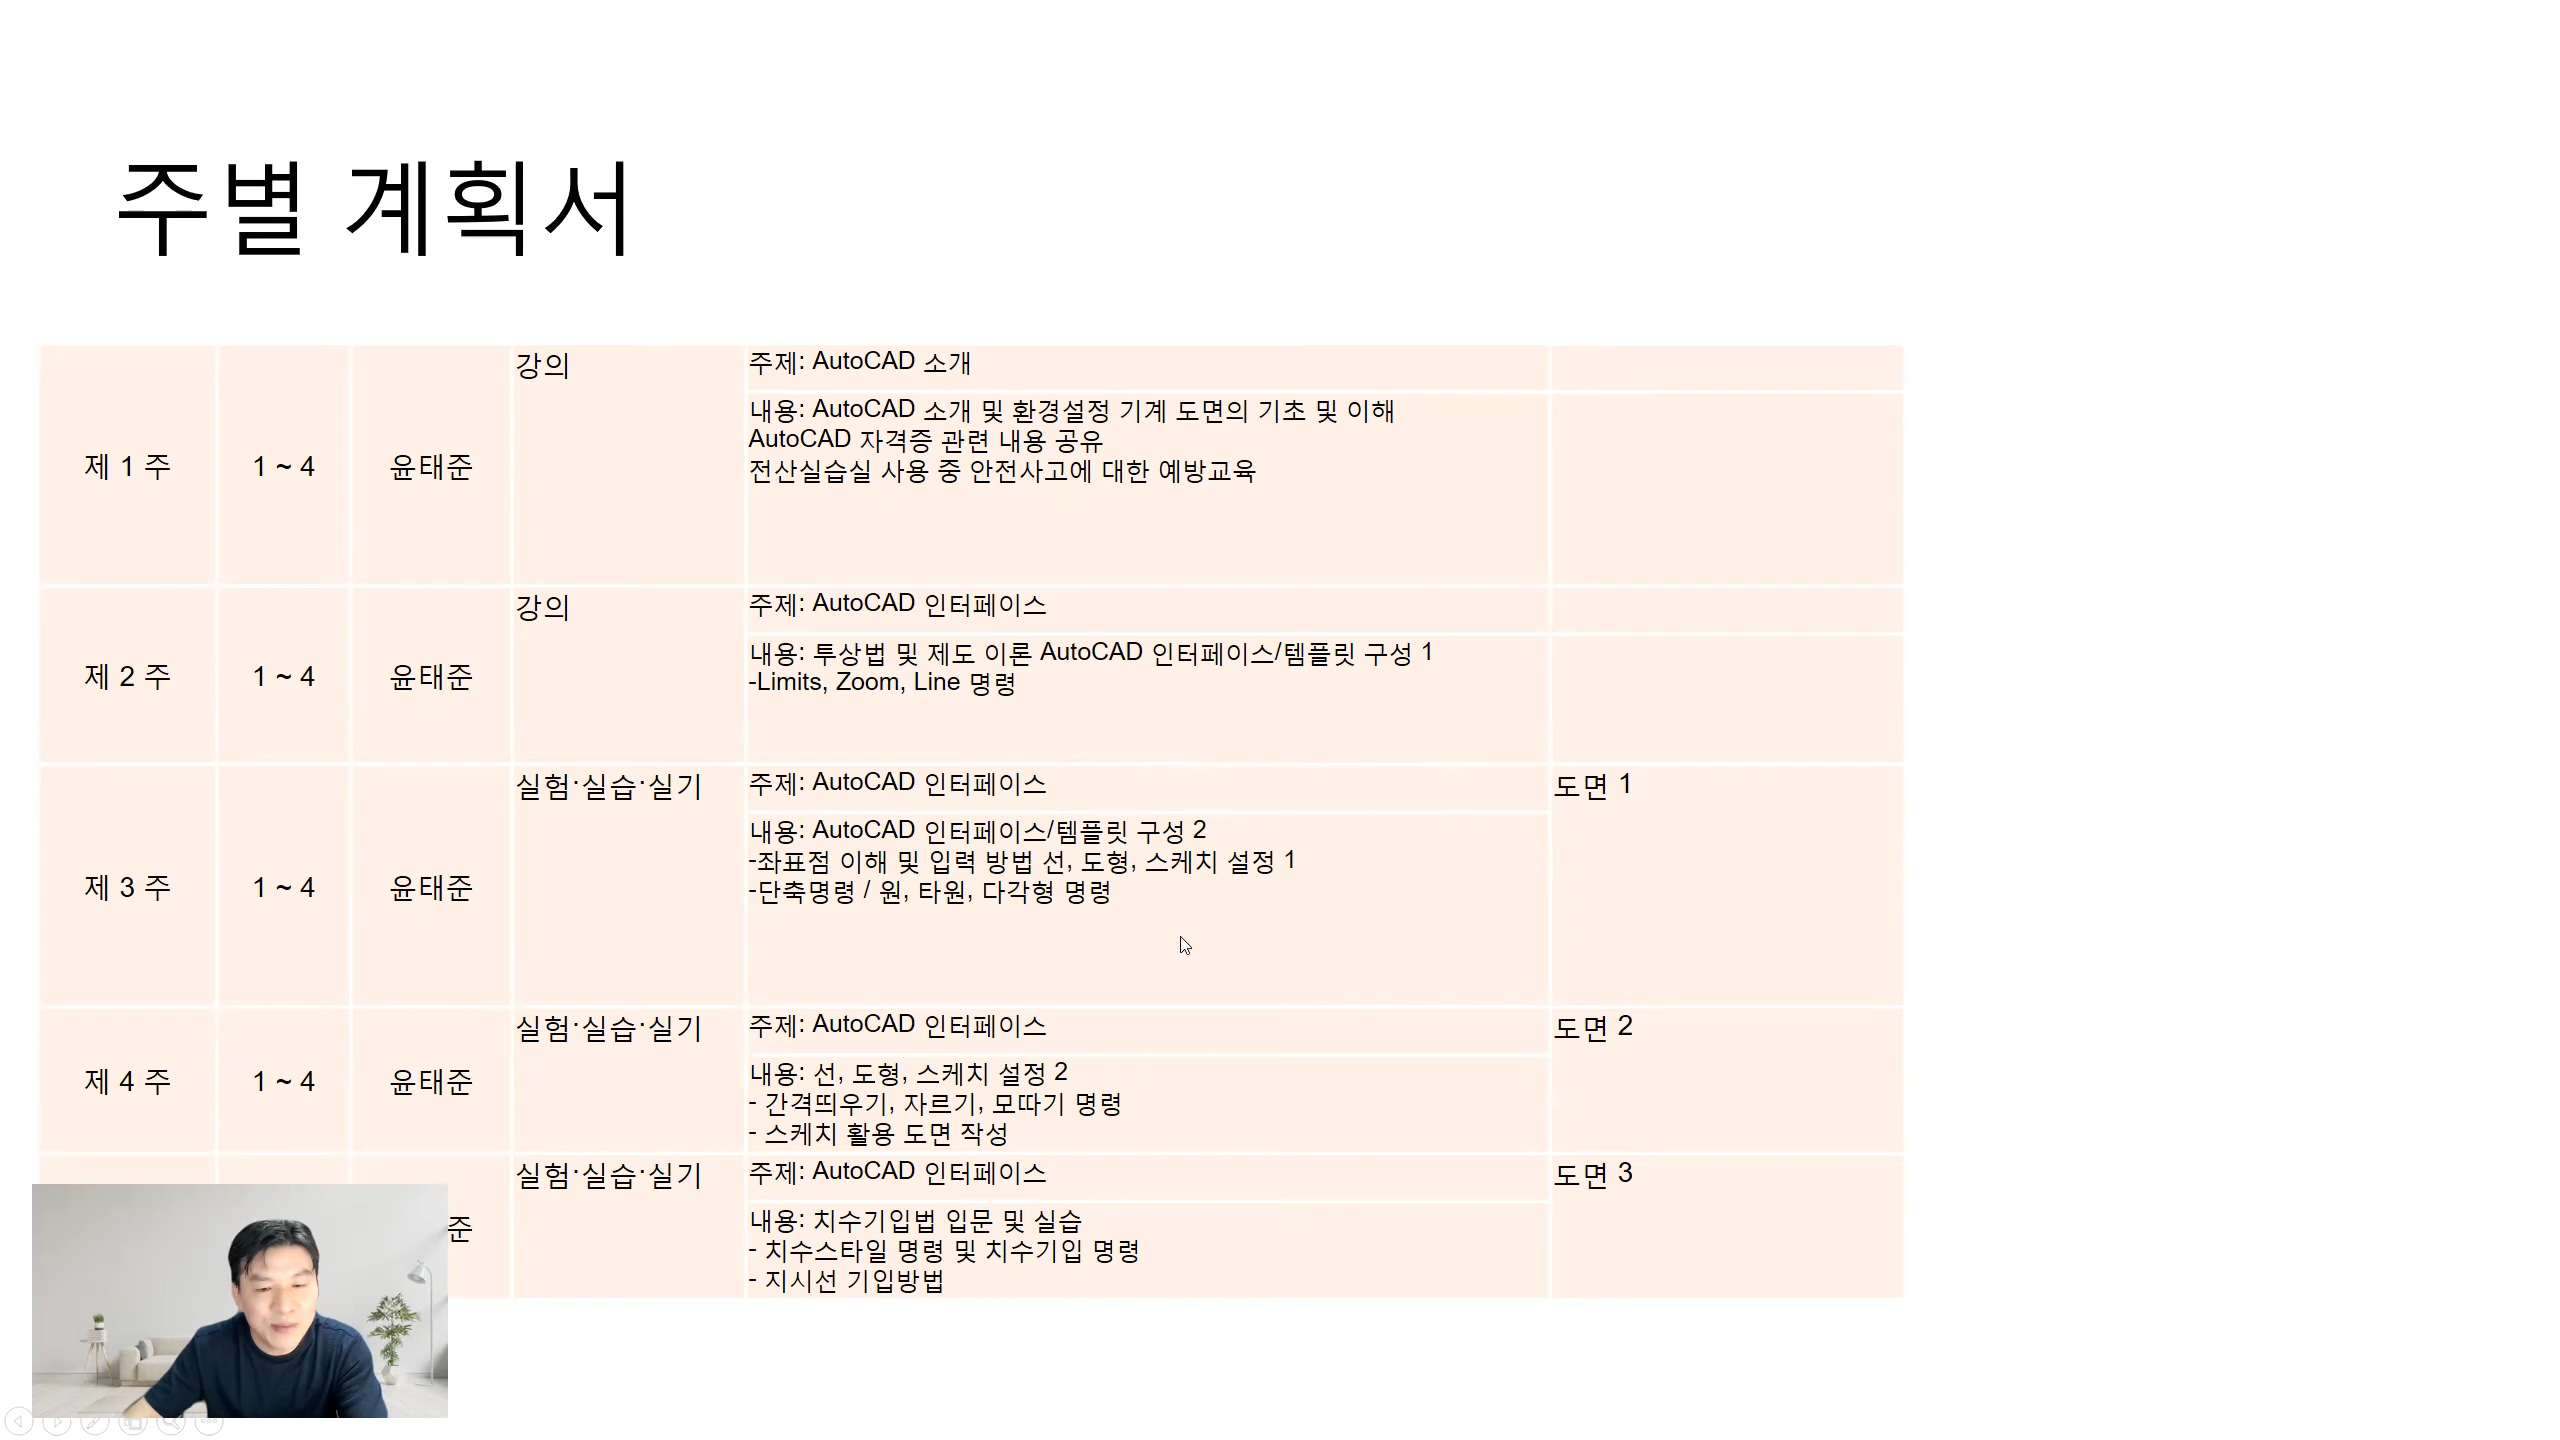 주별 계획서
제 1 주
1 ~ 4
윤태준
강의
주제: AutoCAD 소개
내용: AutoCAD 소개 및 환경설정 기계 도면의 기초 및 이해
AutoCAD 자격증 관련 내용 공유
전산실습실 사용 중 안전사고에 대한 예방교육
제 2 주
1 ~ 4
윤태준
강의
주제: AutoCAD 인터페이스
내용: 투상법 및 제도 이론 AutoCAD 인터페이스/템플릿 구성 1
-Limits, Zoom, Line 명령
제 3 주
1 ~ 4
윤태준
실험·실습·실기
주제: AutoCAD 인터페이스
내용: AutoCAD 인터페이스/템플릿 구성 2
-좌표점 이해 및 입력 방법 선, 도형, 스케치 설정 1
-단축명령 / 원, 타원, 다각형 명령
도면 1
제 4 주
1 ~ 4
윤태준
실험·실습·실기
주제: AutoCAD 인터페이스
내용: 선, 도형, 스케치 설정 2
- 간격띄우기, 자르기, 모따기 명령
- 스케치 활용 도면 작성
도면 2
준
실험·실습·실기
주제: AutoCAD 인터페이스
내용: 치수기입법 입문 및 실습
- 치수스타일 명령 및 치수기입 명령
- 지시선 기입방법
도면 3